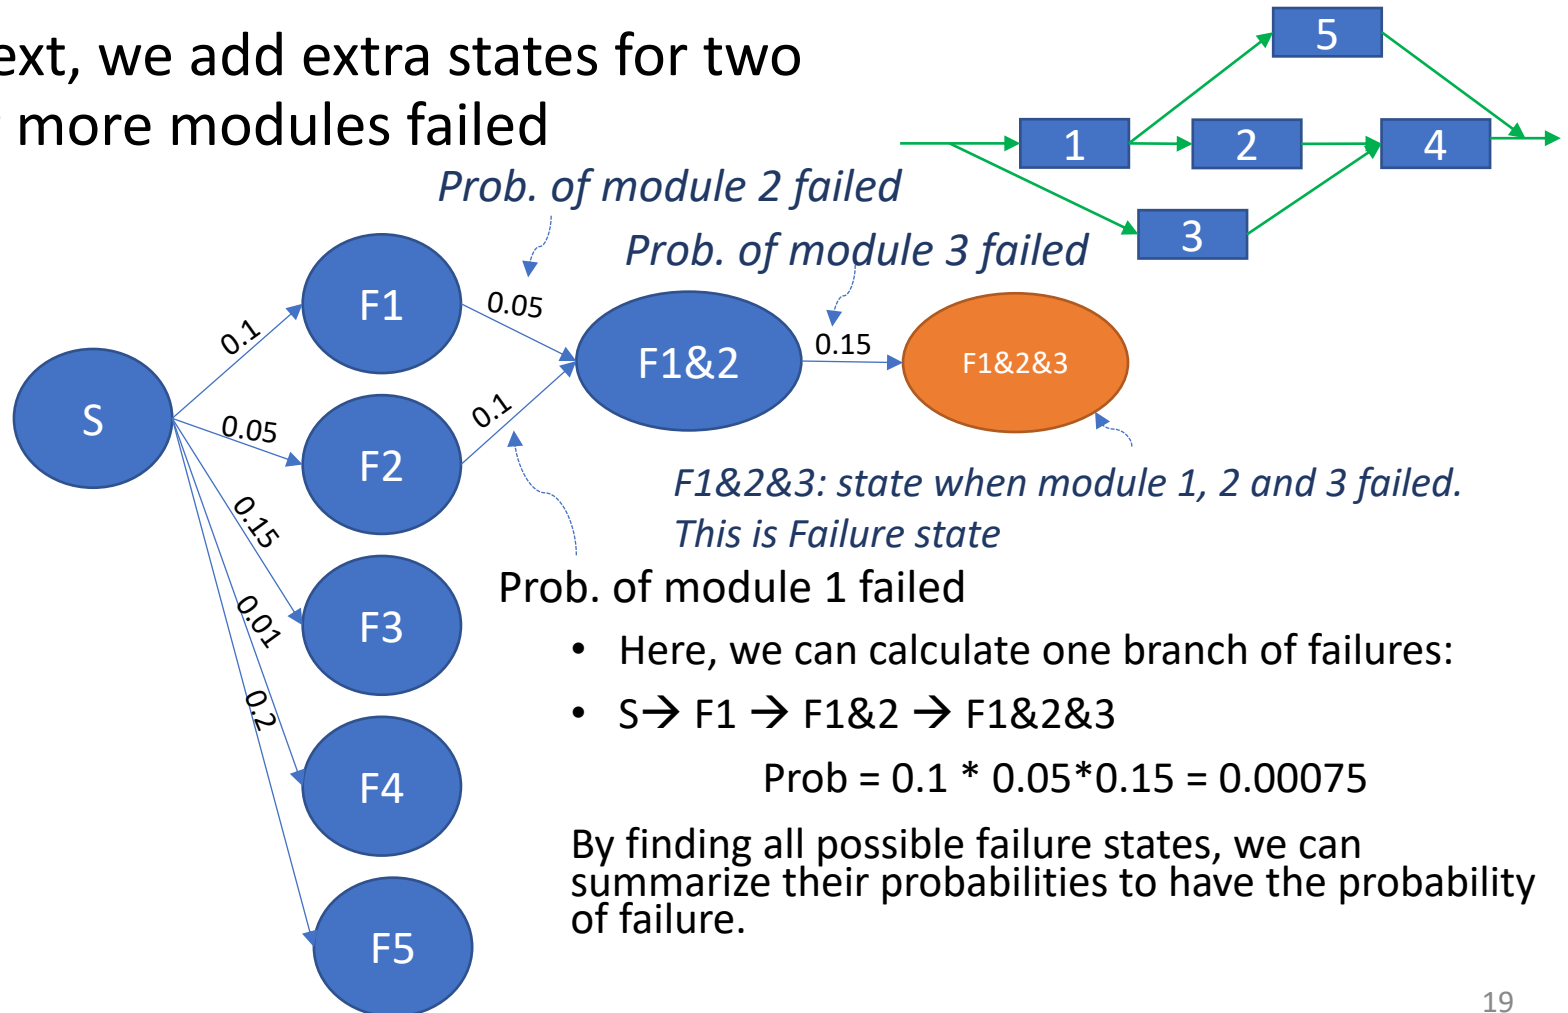 ext, we add extra states for two
more modules failed
5
1
2
4
3
Prob. of module 2 failed
Prob. of module 3 failed
S
0.1
0.05
0.15
0.01
0.2
F1
F2
F3
F4
F5
0.05
0.1
F1&2
0.15
F1&2&3
F1&2&3: state when module 1, 2 and 3 failed.
This is Failure state
Prob. of module 1 failed
• Here, we can calculate one branch of failures:
• S→ F1 → F1&2 → F1&2&3
Prob = 0.1 * 0.05*0.15 = 0.00075
By finding all possible failure states, we can
summarize their probabilities to have the probability
of failure.
19